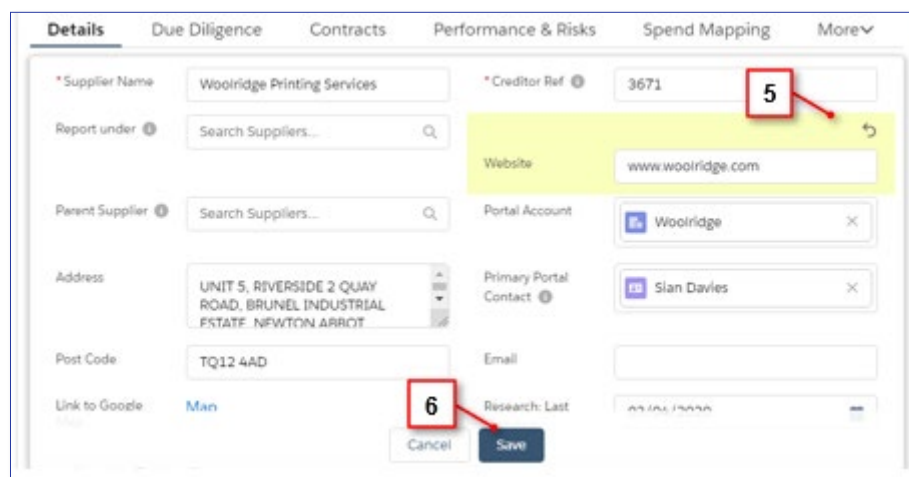 Details Due Diligence Contracts Performance & Risks Spend Mapping More
*Supplier Name Woolridge Printing Services *Creditor Ref 3671
5
Report under Search Suppliers...
Website www.woolridge.com
Parent Supplier Search Suppliers... Portal Account Woolridge
Address UNIT 5, RIVERSIDE 2 QUAY
ROAD, BRUNEL INDUSTRIAL
ESTATE, NEWTON ABBOT
Primary Portal
Contact Sian Davies
Post Code TQ12 4AD Email
Link to Google Map Research: Last
6
Cancel Save